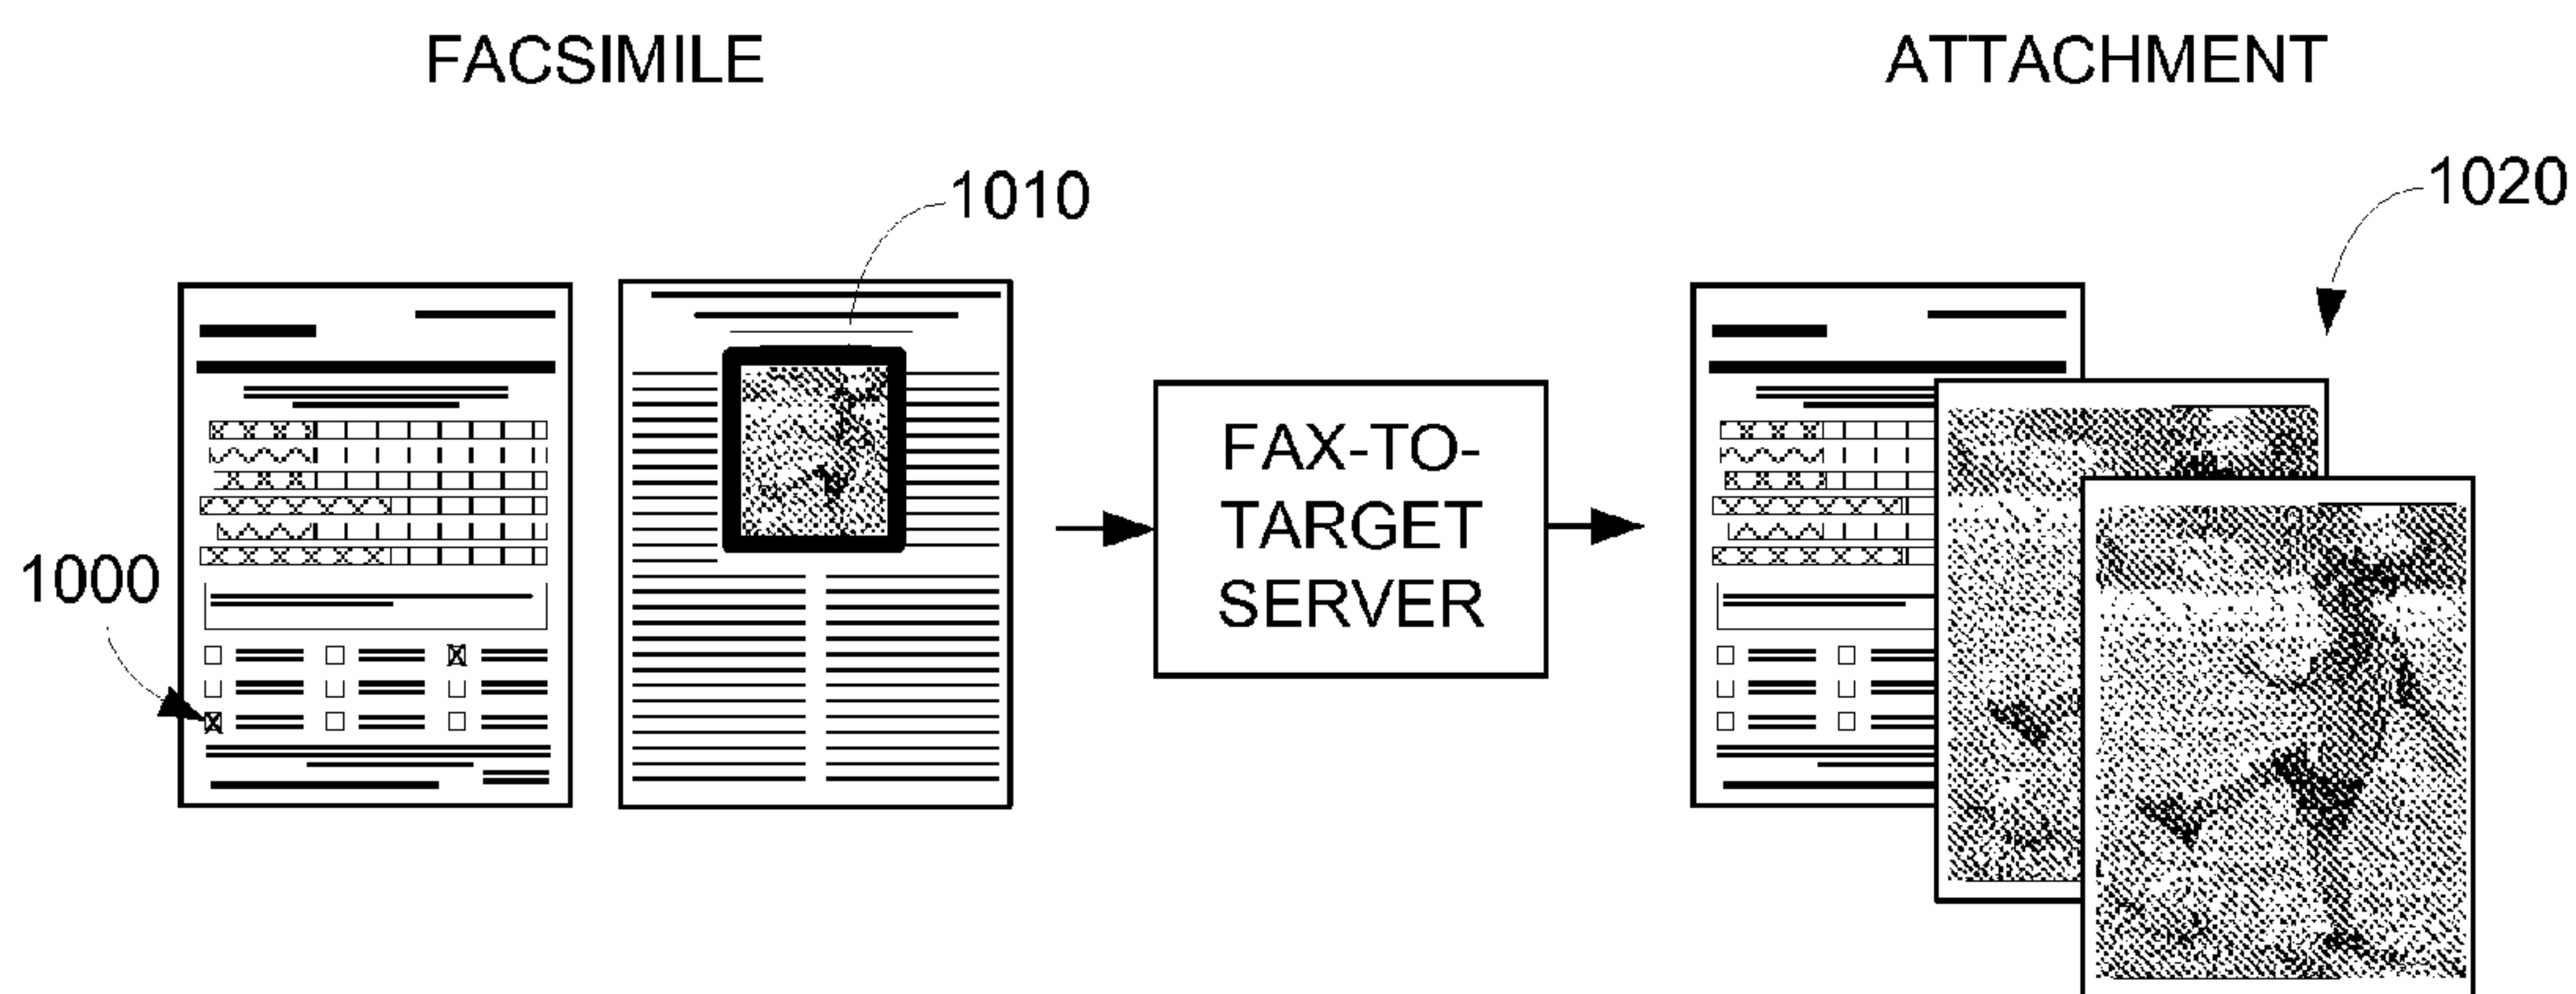 FACSIMILE
ATTACHMENT
1010
1020
1000
FAX-TO-
TARGET
SERVER